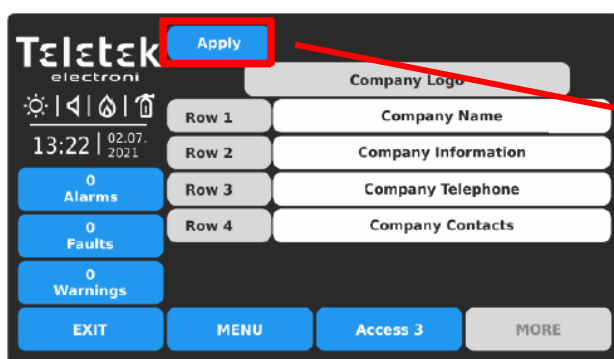 Teletek
electroni
13:22 | 02.07.
2021
0
Alarms
0
Faults
0
Warnings
EXIT
Apply
Company Logo
Row 1 Company Name
Row 2 Company Information
Row 3 Company Telephone
Row 4 Company Contacts
MENU
Access 3
MORE